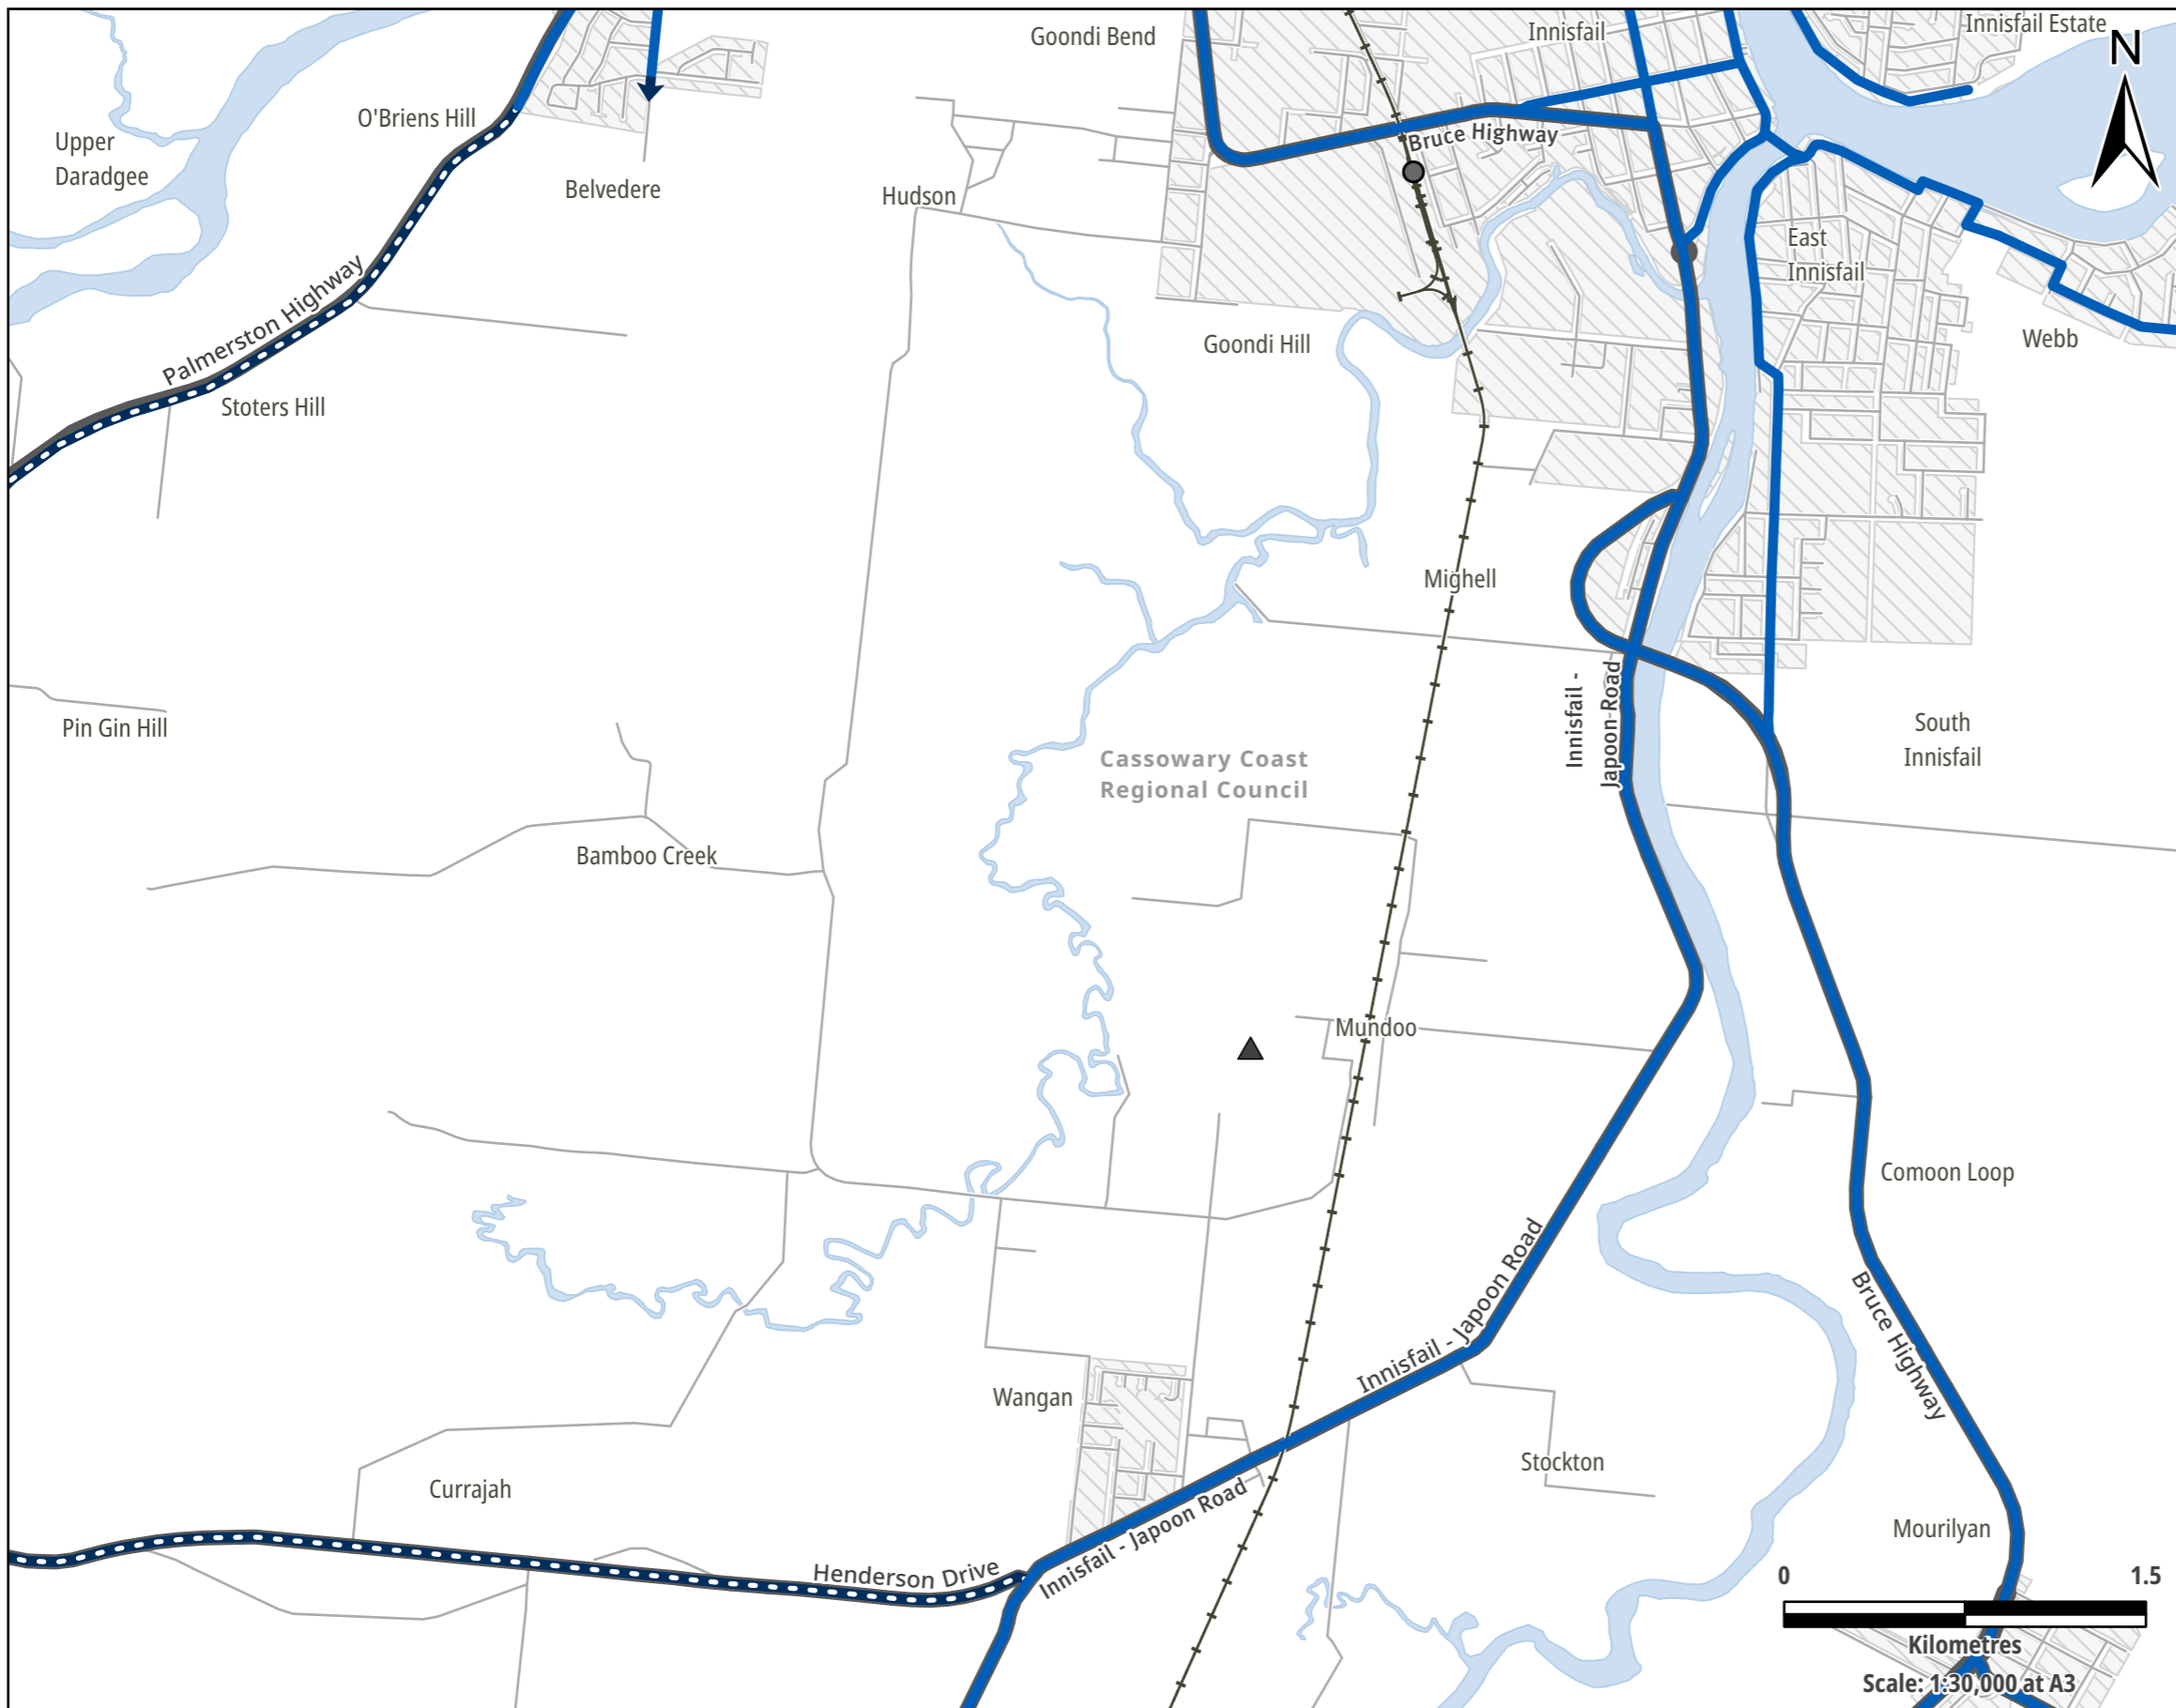 Goondi Bend
Innisfail
Innisfail Estate
N
O'Briens Hill
Upper
Daradgee
Bruce Highway
Belvedere
Hudson
East
Innisfail
Palmerston Highway
Webb
Goondi Hill
Stoters Hill
Mighell
Innisfail -
Japoon Road
Pin Gin Hill
South
Innisfail
Cassowary Coast
Regional Council
Bamboo Creek
Mundoo
Comoon Loop
Innisfail - Japoon Road
Bruce Highway
Wangan
Stockton
Currajah
Mourilyan
Innisfail - Japoon Road
Henderson Drive
0 1.5
Kilometres
Scale: 1:30,000 at A3